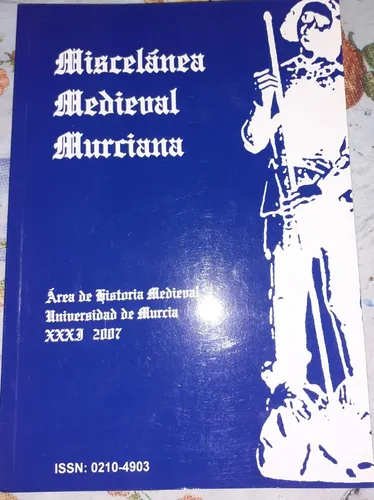 Miscelánea
Medieval
Murciana
Área de Historia Medieval
Universidad de Murcia
XXXI 2007
ISSN: 0210-4903